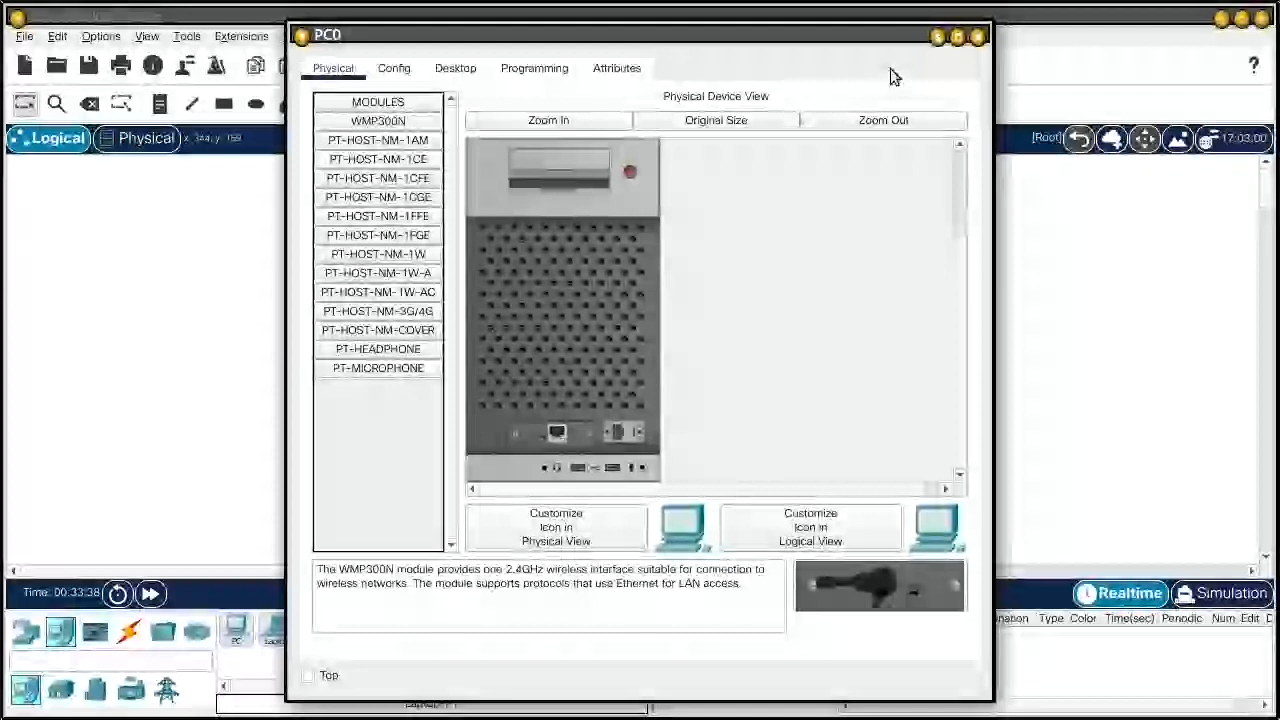 PC0
File Edit Options View Tools Extensions
Physical Config Desktop Programming Attributes
?
MODULES
WMP300N
PT-HOST-NM-1AM
PT-HOST-NM-1CE
PT-HOST-NM-1CFE
PT-HOST-NM-1CGE
PT-HOST-NM-1FFE
PT-HOST-NM-1FGE
PT-HOST-NM-1W
PT-HOST-NM-1W-A
PT-HOST-NM-1W-AC
PT-HOST-NM-3G/4G
PT-HOST-NM-COVER
PT-HEADPHONE
PT-MICROPHONE
Physical Device View
Zoom In Original Size Zoom Out
Logical Physical x: 344, y: 159
[Root] 17:03:00
Customize
Icon in
Physical View
Customize
Icon in
Logical View
The WMP300N module provides one 2.4GHz wireless interface suitable for connection to
wireless networks. The module supports protocols that use Ethernet for LAN access.
Top
Time: 00:33:38
Realtime Simulation
Type Color Time(sec) Periodic Num Edit
PC